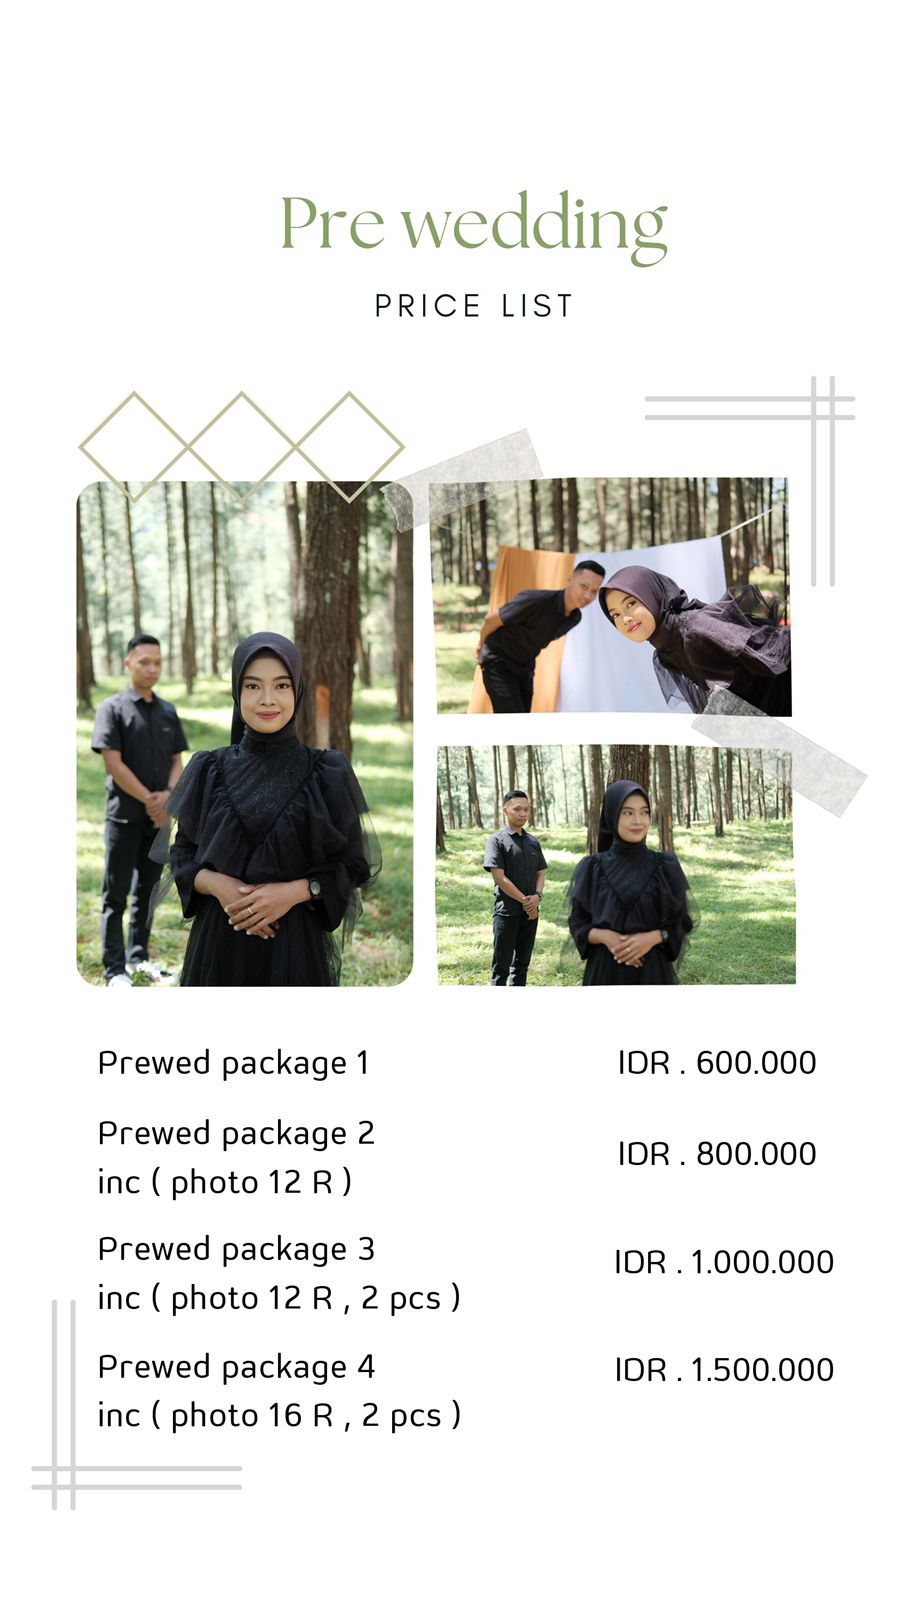 Pre wedding
PRICE LIST
Prewed package 1
IDR . 600.000
Prewed package 2
inc ( photo 12 R )
IDR . 800.000
Prewed package 3
inc ( photo 12 R , 2 pcs )
IDR . 1.000.000
Prewed package 4
inc ( photo 16 R , 2 pcs )
IDR . 1.500.000